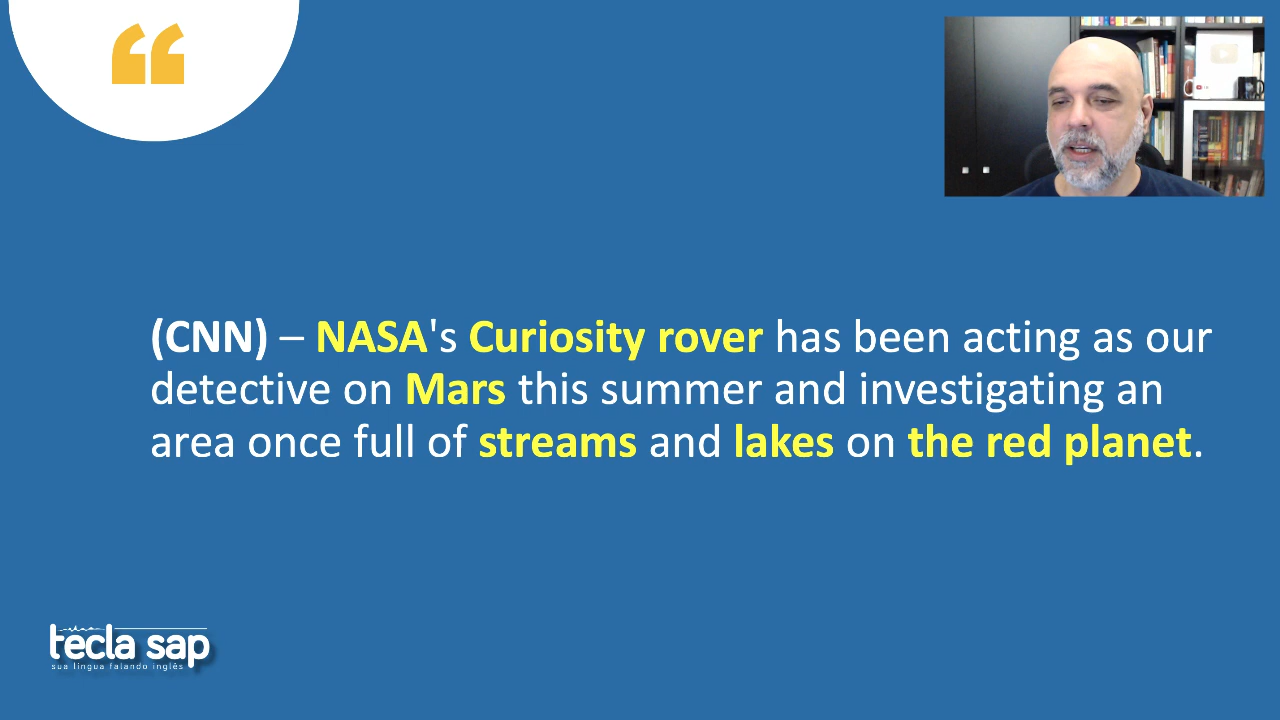 (CNN) – NASA's Curiosity rover has been acting as our
detective on Mars this summer and investigating an
area once full of streams and lakes on the red planet.
tecla sap
sua língua falando inglês